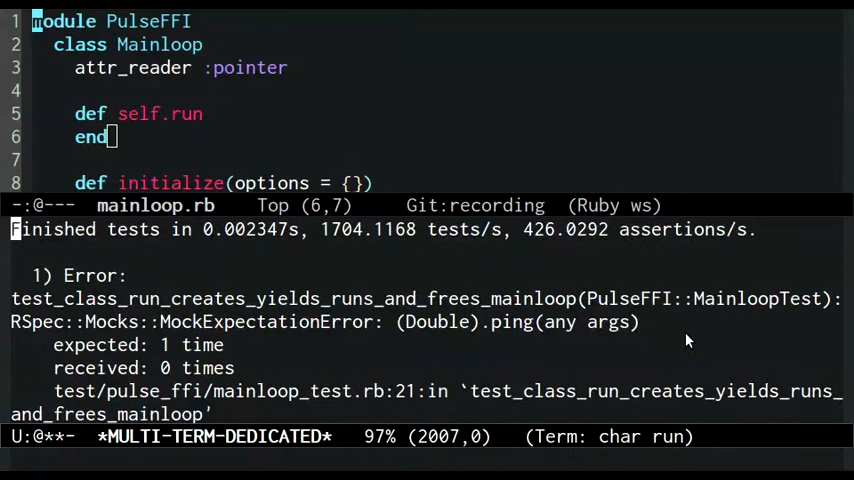 1 module PulseFFI
2   class Mainloop
3     attr_reader :pointer
4
5     def self.run
6     end
7
8     def initialize(options = {})
-:@---  mainloop.rb    Top (6,7)     Git:recording  (Ruby ws)
Finished tests in 0.002347s, 1704.1168 tests/s, 426.0292 assertions/s.
  1) Error:
test_class_run_creates_yields_runs_and_frees_mainloop(PulseFFI::MainloopTest):
RSpec::Mocks::MockExpectationError: (Double).ping(any args)
    expected: 1 time
    received: 0 times
    test/pulse_ffi/mainloop_test.rb:21:in `test_class_run_creates_yields_runs_
and_frees_mainloop'
U:@**-  *MULTI-TERM-DEDICATED*   97% (2007,0)   (Term: char run)